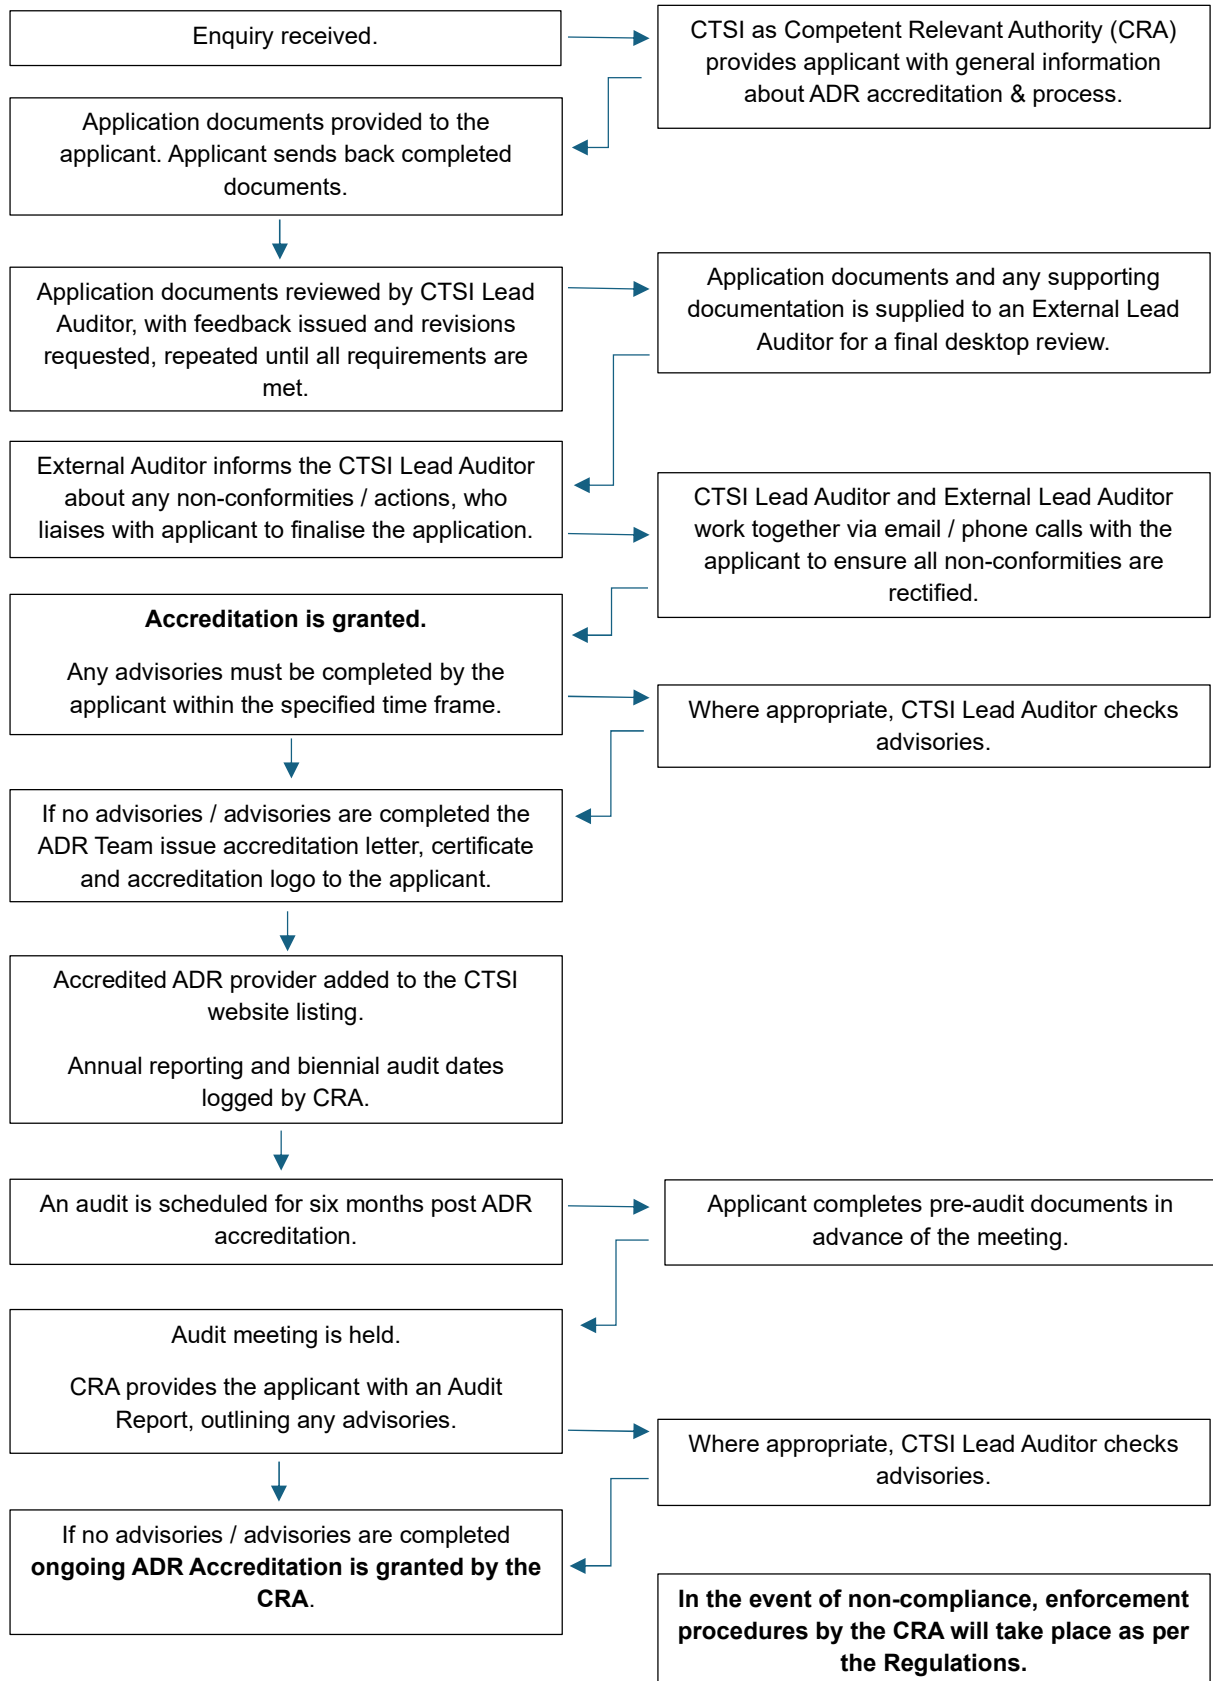 Enquiry received.
CTSI as Competent Relevant Authority (CRA)
provides applicant with general information
about ADR accreditation & process.
Application documents provided to the
applicant. Applicant sends back completed
documents.
Application documents reviewed by CTSI Lead
Auditor, with feedback issued and revisions
requested, repeated until all requirements are
met.
Application documents and any supporting
documentation is supplied to an External Lead
Auditor for a final desktop review.
External Auditor informs the CTSI Lead Auditor
about any non-conformities / actions, who
liaises with applicant to finalise the application.
CTSI Lead Auditor and External Lead Auditor
work together via email / phone calls with the
applicant to ensure all non-conformities are
rectified.
Accreditation is granted.
Any advisories must be completed by the
applicant within the specified time frame.
Where appropriate, CTSI Lead Auditor checks
advisories.
If no advisories / advisories are completed the
ADR Team issue accreditation letter, certificate
and accreditation logo to the applicant.
Accredited ADR provider added to the CTSI
website listing.
Annual reporting and biennial audit dates
logged by CRA.
An audit is scheduled for six months post ADR
accreditation.
Applicant completes pre-audit documents in
advance of the meeting.
Audit meeting is held.
CRA provides the applicant with an Audit
Report, outlining any advisories.
Where appropriate, CTSI Lead Auditor checks
advisories.
If no advisories / advisories are completed
ongoing ADR Accreditation is granted by the
CRA.
In the event of non-compliance, enforcement
procedures by the CRA will take place as per
the Regulations.